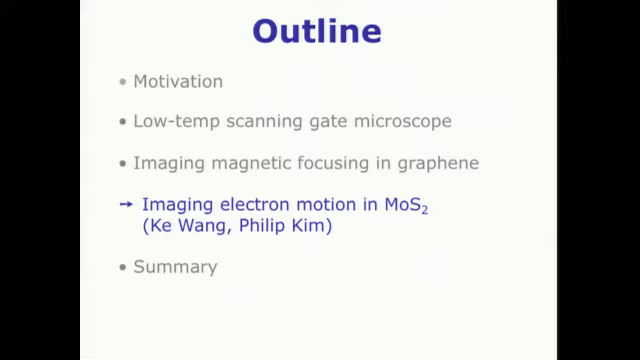 Outline
• Motivation
• Low-temp scanning gate microscope
• Imaging magnetic focusing in graphene
→ Imaging electron motion in MoS₂
(Ke Wang, Philip Kim)
• Summary